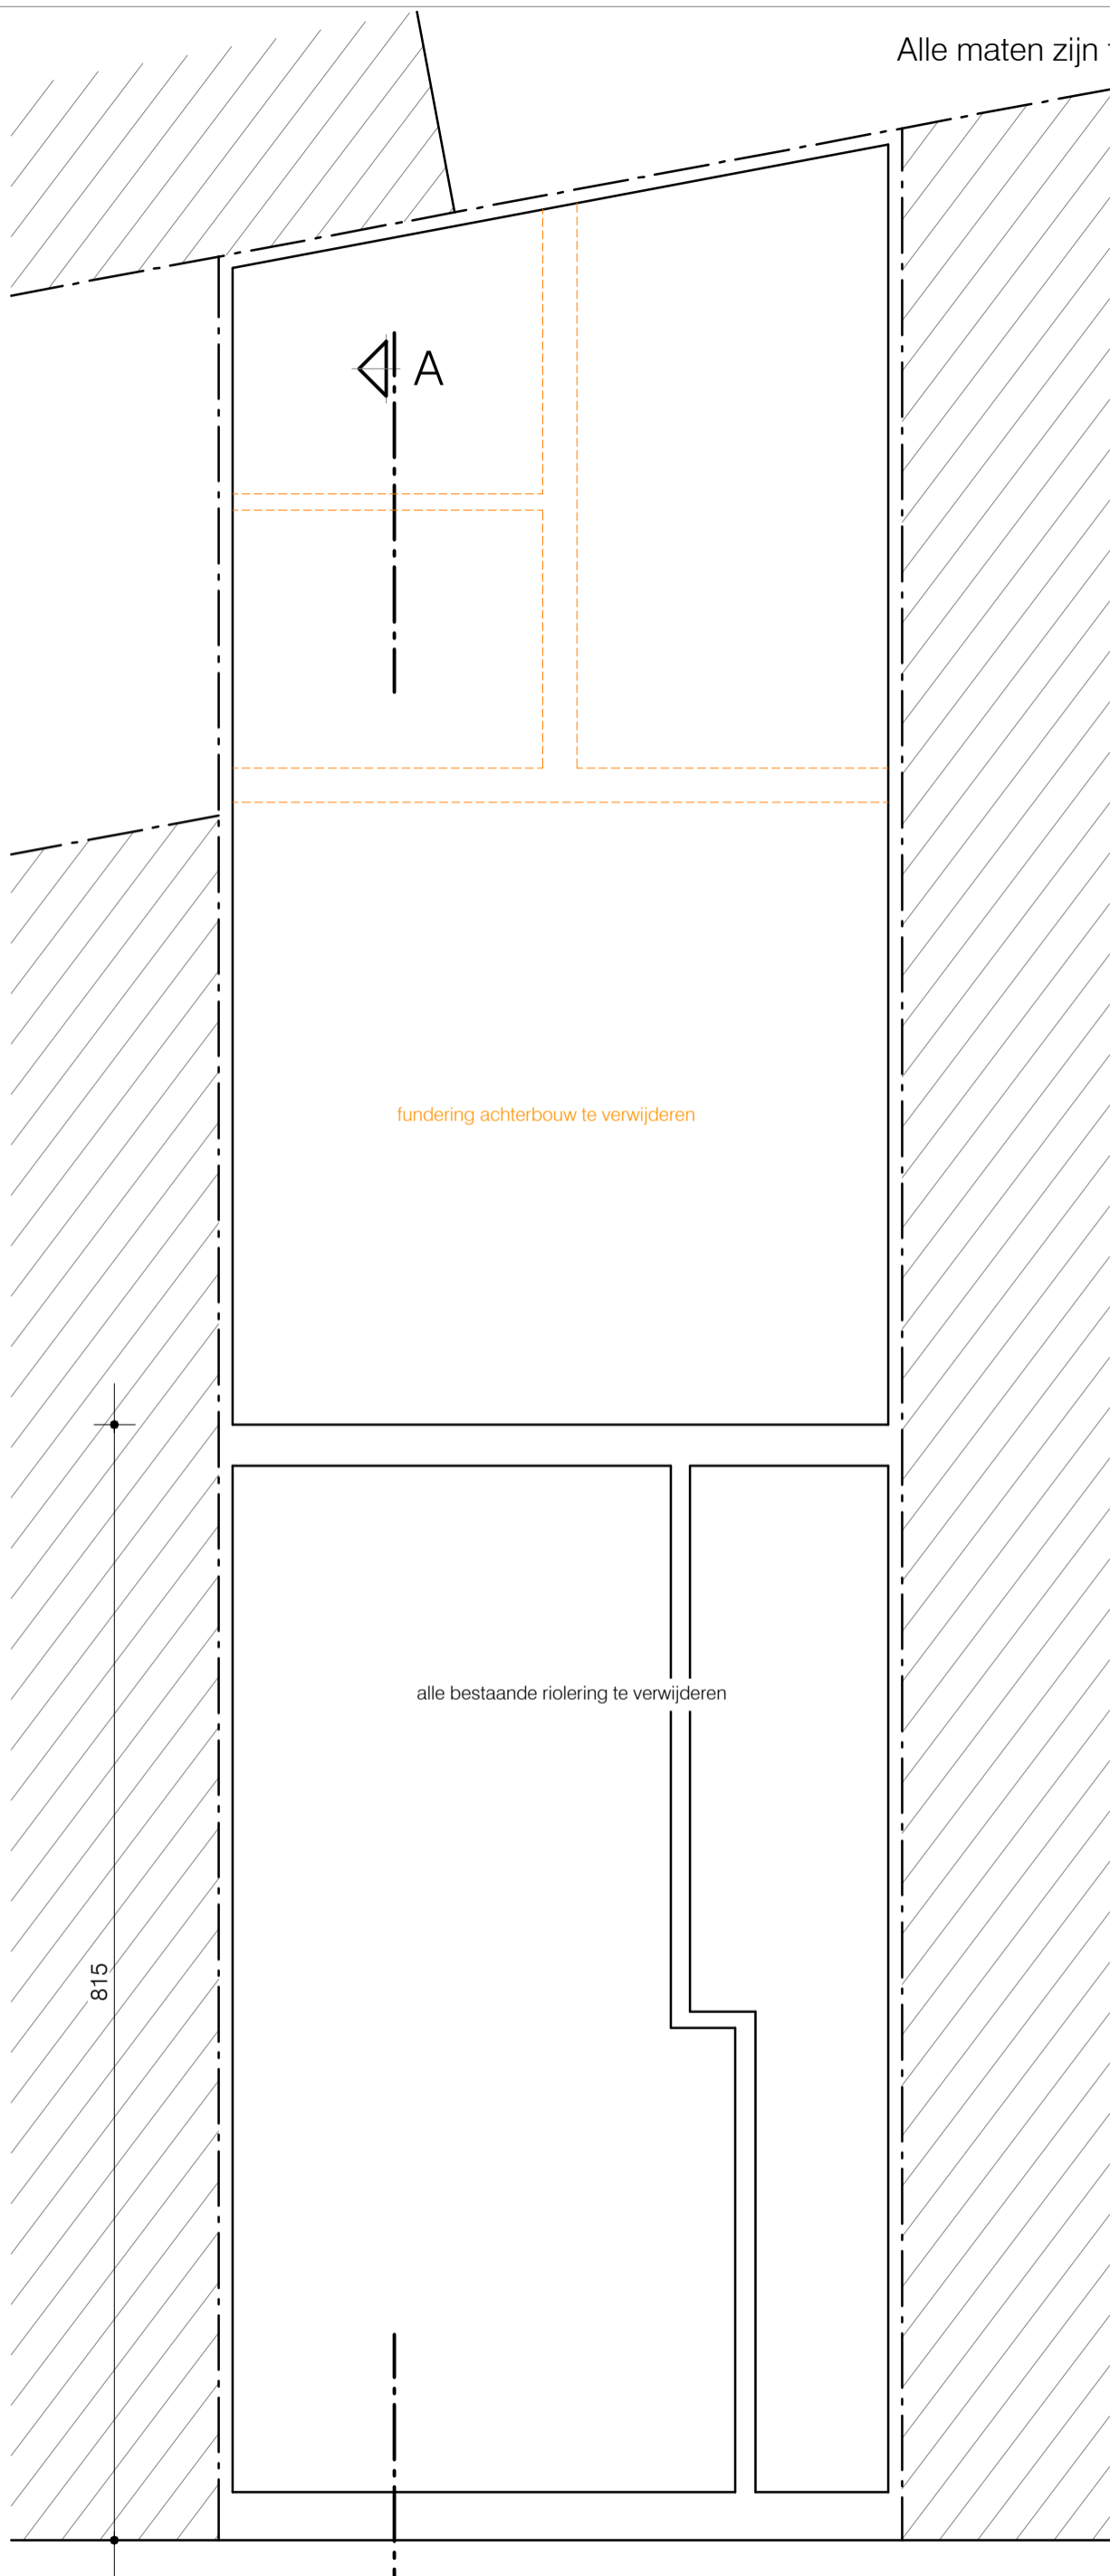 Alle maten zijn
A
fundering achterbouw te verwijderen
alle bestaande riolering te verwijderen
815